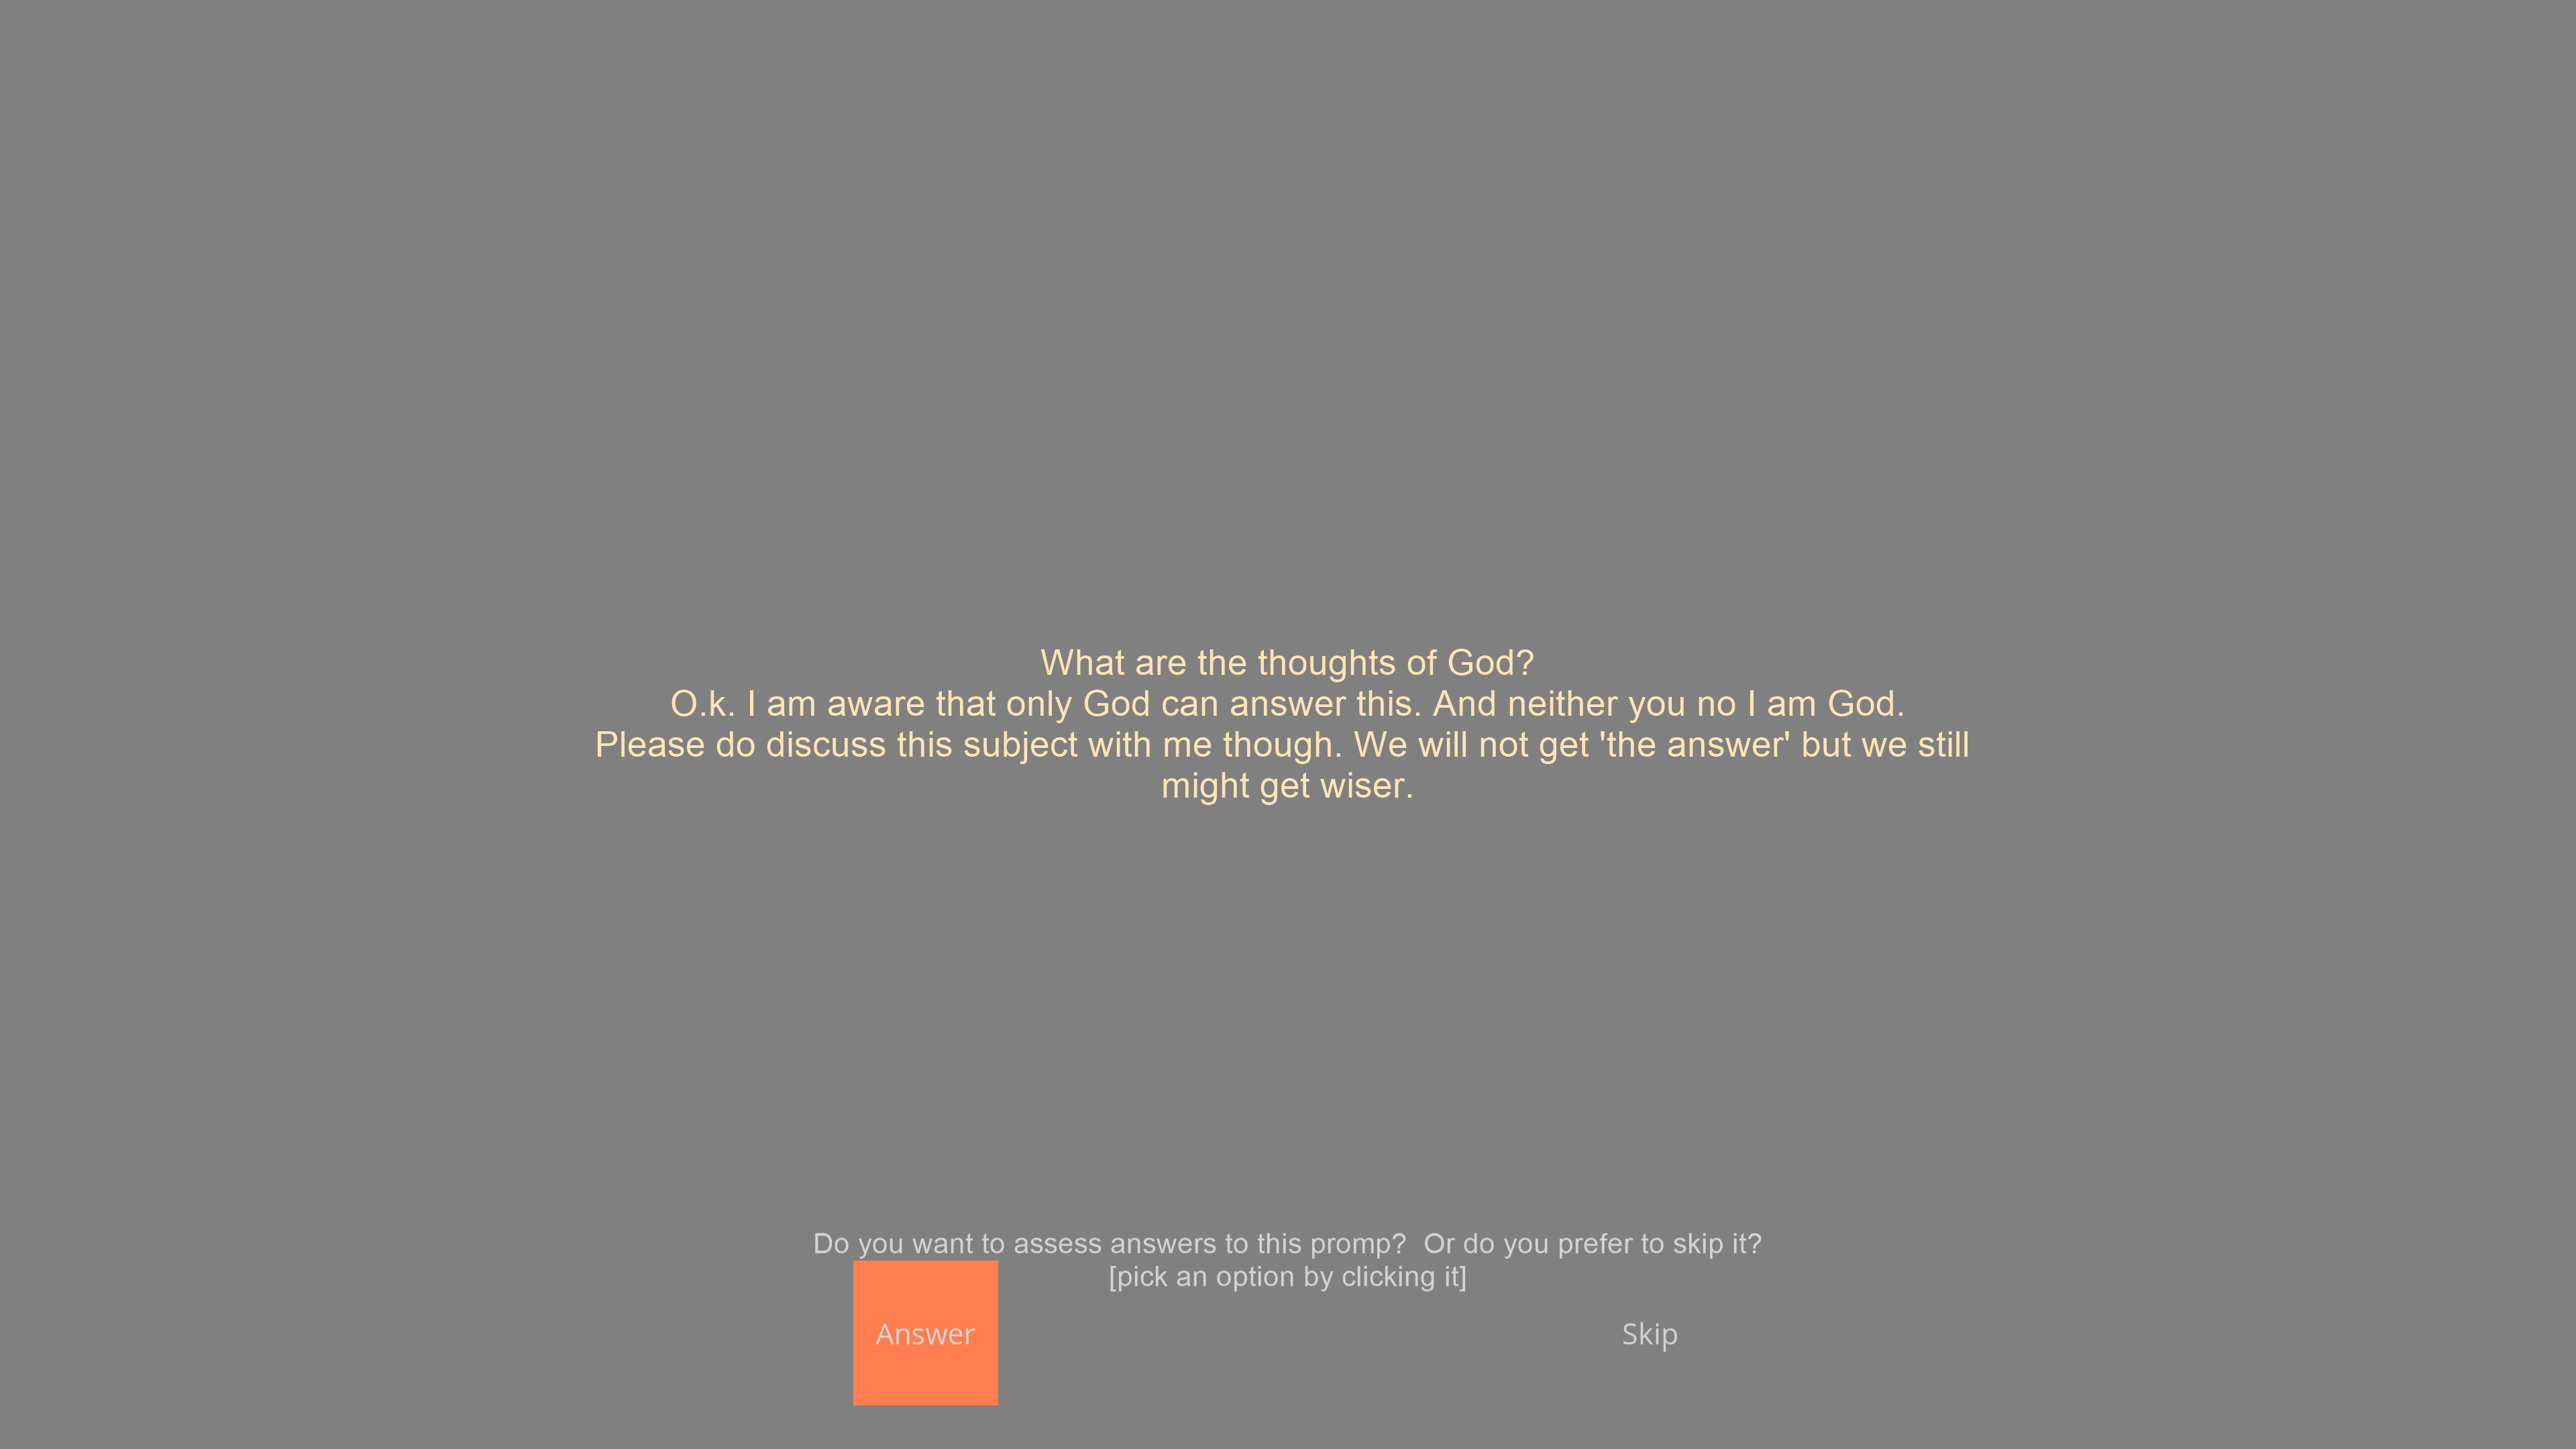 What are the thoughts of God?
O.k. I am aware that only God can answer this. And neither you no I am God.
Please do discuss this subject with me though. We will not get 'the answer' but we still
might get wiser.
Do you want to assess answers to this promp?  Or do you prefer to skip it?
[pick an option by clicking it]
Answer
Skip